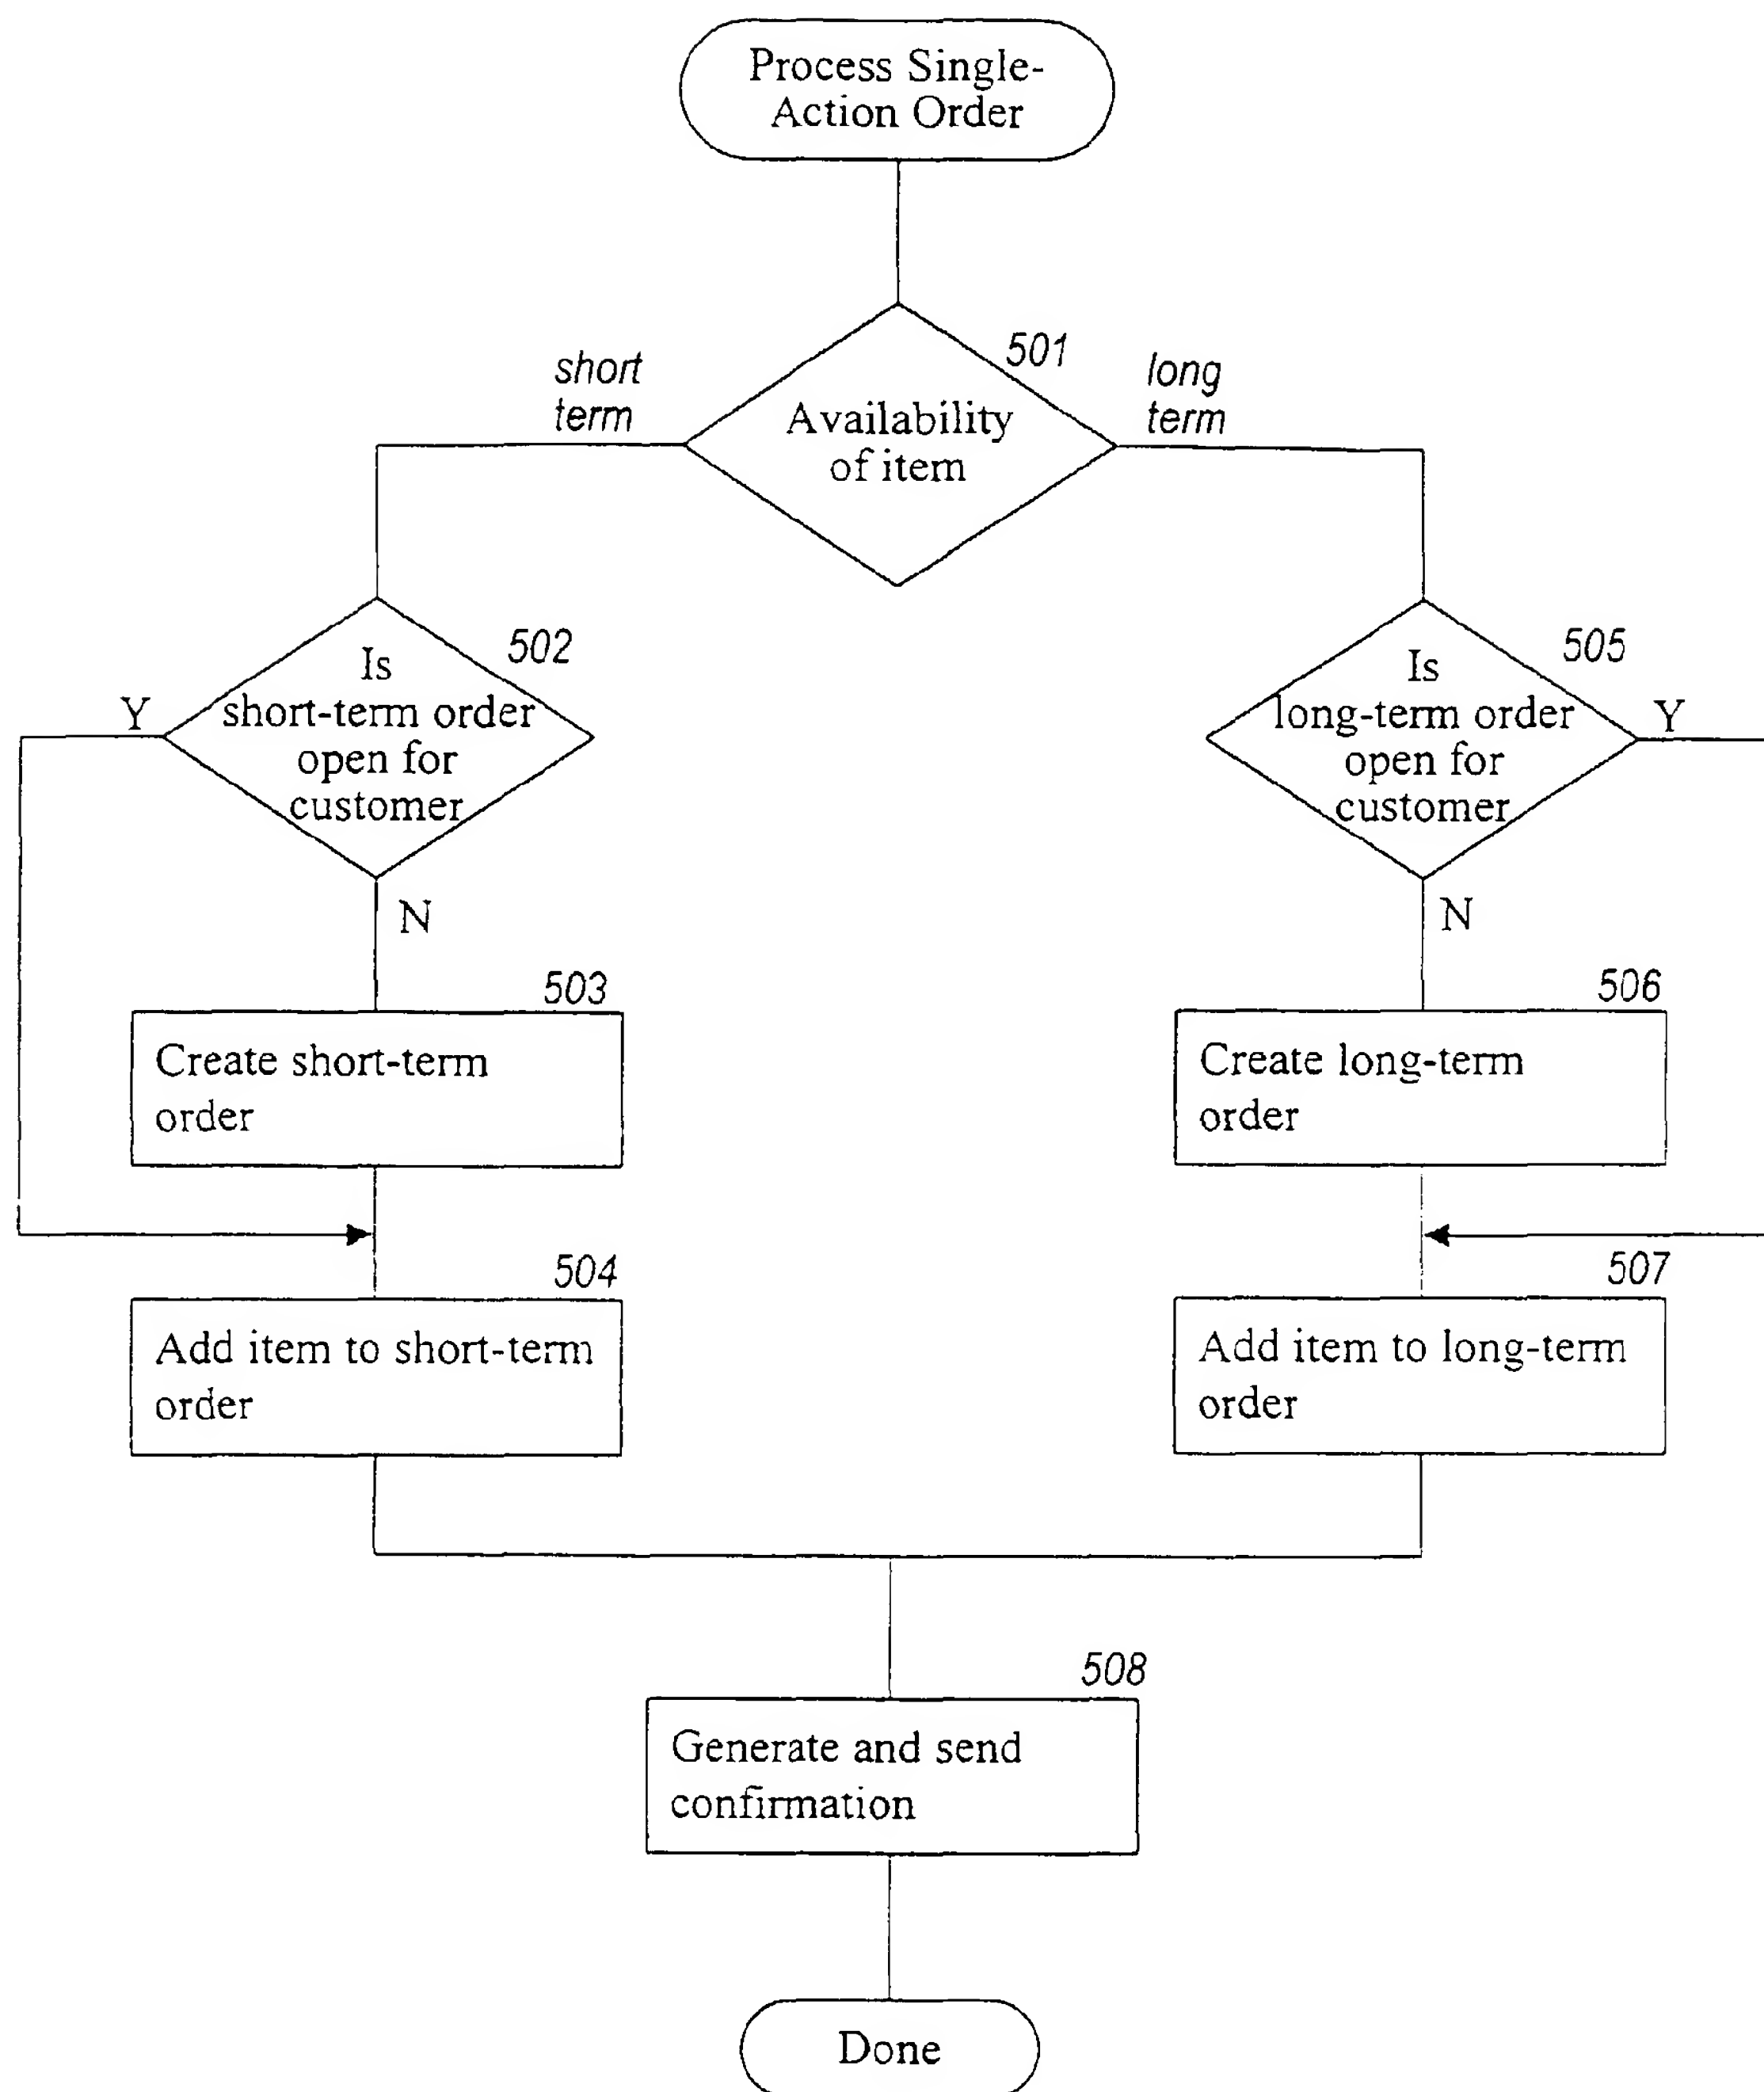 Process Single-
Action Order
501
short
term
long
term
Availability
of item
502
Is
short-term order
open for
customer
Y
N
505
Is
long-term order
open for
customer
Y
N
503
Create short-term
order
506
Create long-term
order
504
Add item to short-term
order
507
Add item to long-term
order
508
Generate and send
confirmation
Done